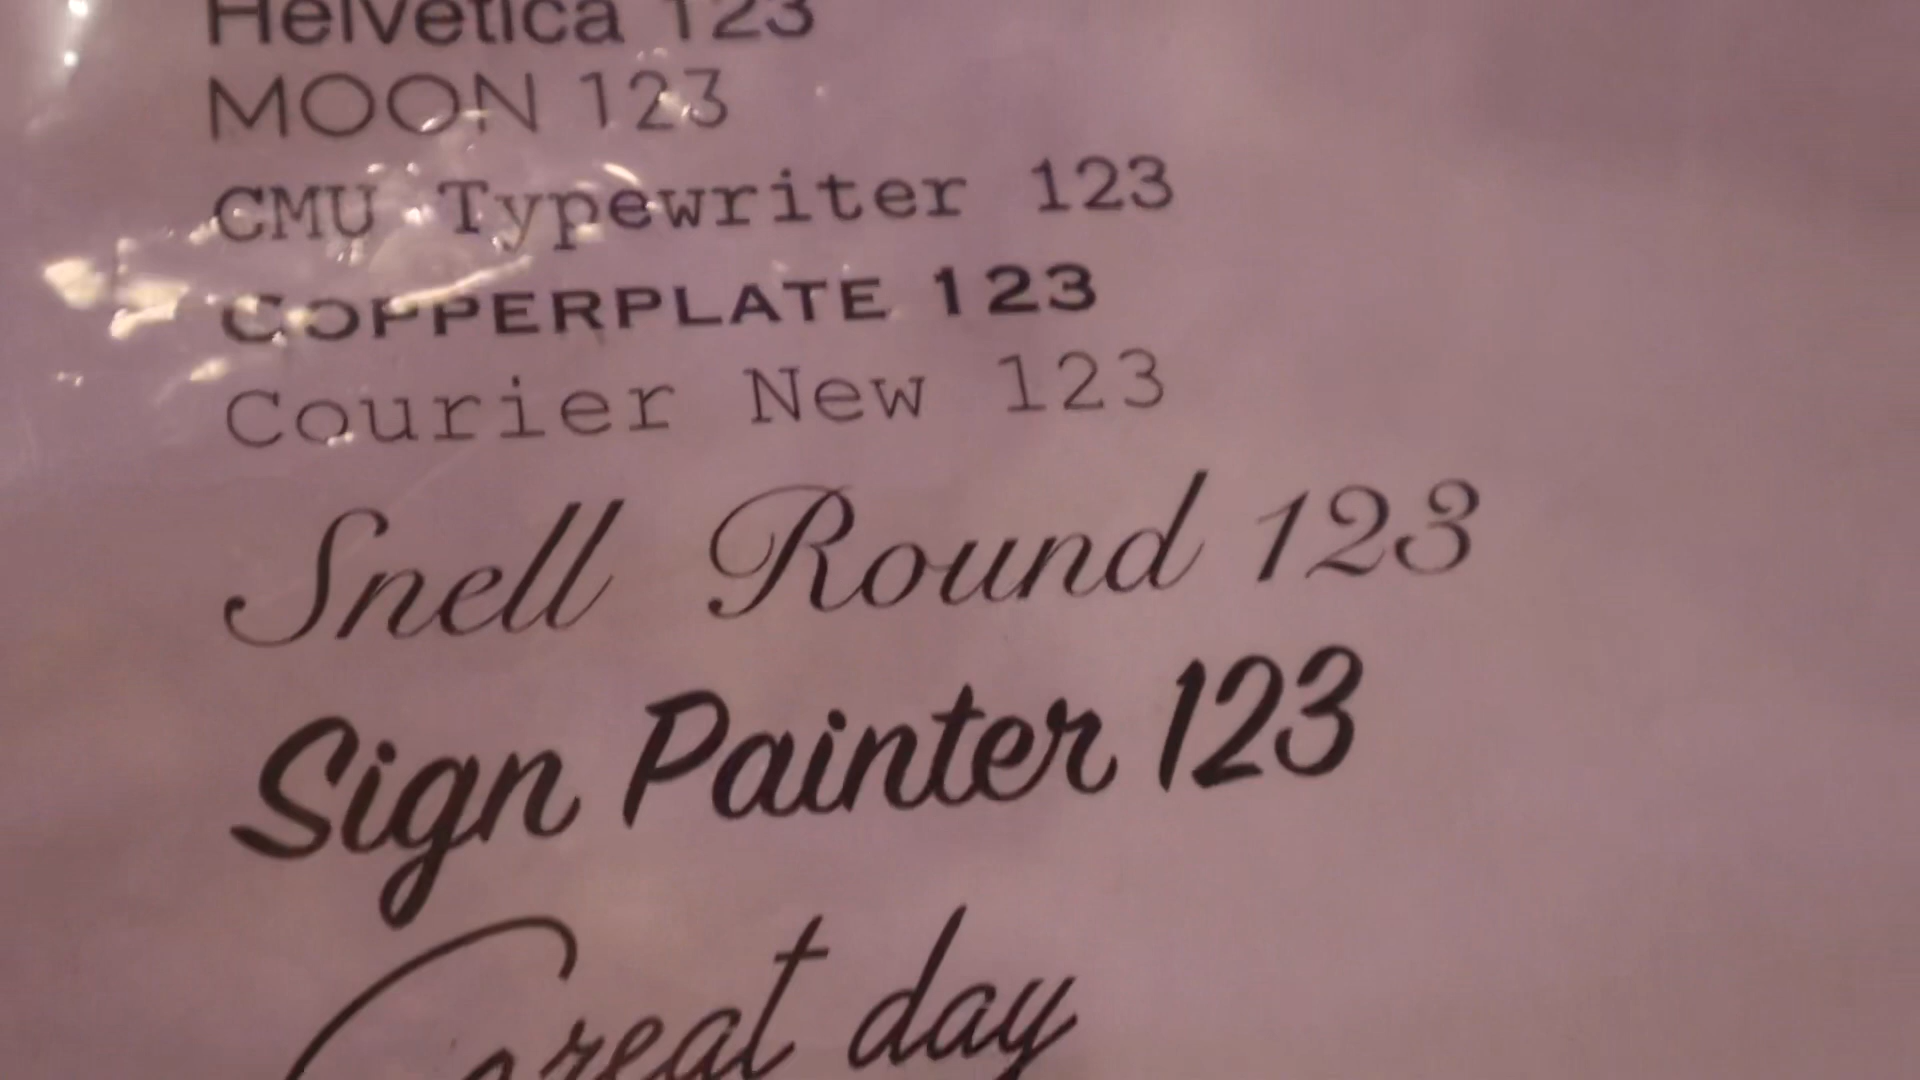 Helvetica 123
MOON 123
CMU Typewriter 123
COPPERPLATE 123
Courier New 123
Snell Round 123
Sign Painter 123
Great day